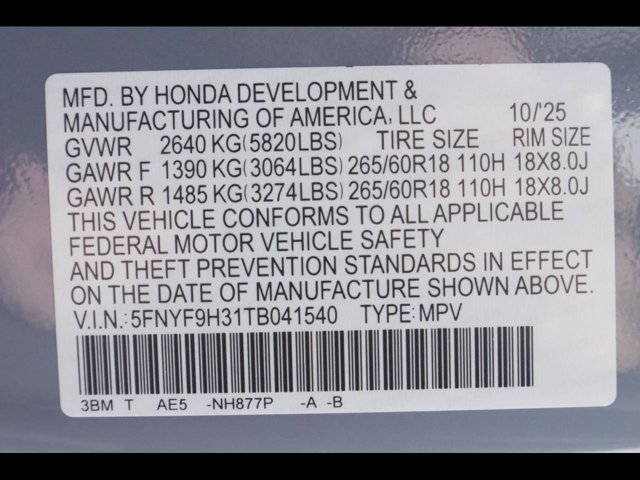 MFD. BY HONDA DEVELOPMENT &
MANUFACTURING OF AMERICA, LLC 10/'25
GVWR 2640 KG(5820LBS) TIRE SIZE RIM SIZE
GAWR F 1390 KG(3064LBS) 265/60R18 110H 18X8.0J
GAWR R 1485 KG(3274LBS) 265/60R18 110H 18X8.0J
THIS VEHICLE CONFORMS TO ALL APPLICABLE
FEDERAL MOTOR VEHICLE SAFETY
AND THEFT PREVENTION STANDARDS IN EFFECT
ON THE DATE OF MANUFACTURE SHOWN ABOVE.
V.I.N.:5FNYF9H31TB041540 TYPE:MPV
3BM T AE5 -NH877P -A -B